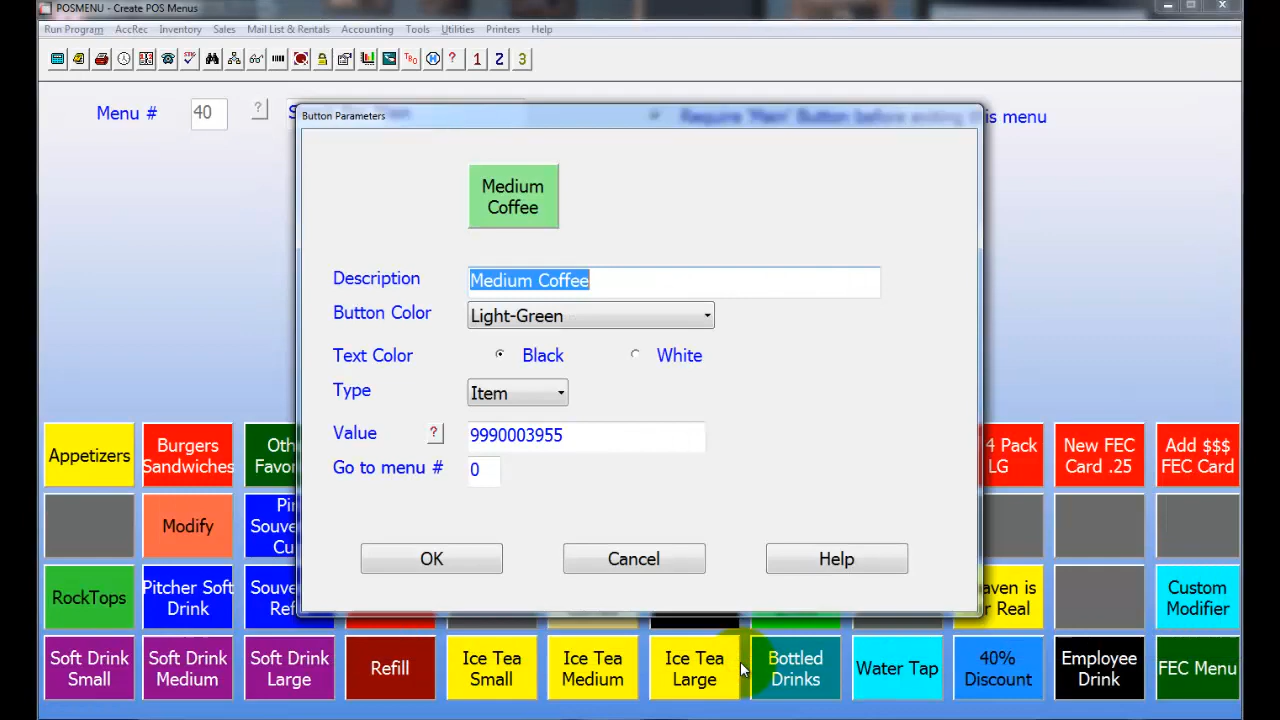 POSMENU - Create POS Menus
Run Program AccRec Inventory Sales Mail List & Rentals Accounting Tools Utilities Printers Help
Menu # 40 ? this menu
Button Parameters
Medium
Coffee
Description Medium Coffee
Button Color Light-Green
Text Color Black White
Type Item
Value ? 9990003955
Go to menu # 0
OK Cancel Help
Appetizers
Burgers
Sandwiches
4 Pack
LG
New FEC
Card .25
Add $$$
FEC Card
Modify
RockTops
Pitcher Soft
Drink
Real
Custom
Modifier
Soft Drink
Small
Soft Drink
Medium
Soft Drink
Large
Refill
Ice Tea
Small
Ice Tea
Medium
Ice Tea
Large
Bottled
Drinks
Water Tap
40%
Discount
Employee
Drink
FEC Menu